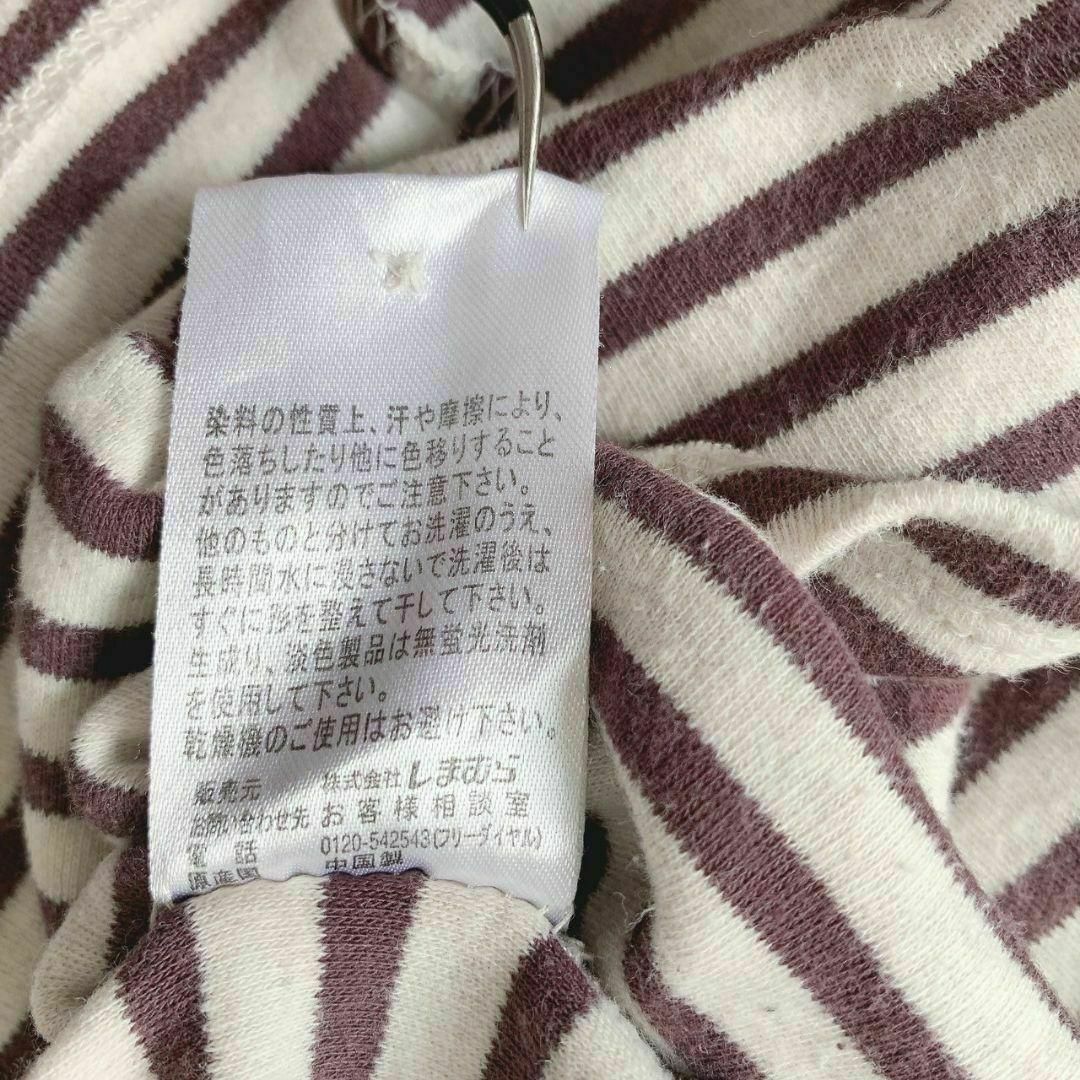 染料の性質上、汗や摩擦により、
色落ちしたり他に色移りすること
がありますのでご注意下さい。
他のものと分けてお洗濯のうえ、
長時間水に浸さないで洗濯後は
すぐに形を整えて干して下さい。
生成り、淡色製品は無蛍光洗剤
を使用して下さい。
乾燥機のご使用はお避け下さい。
販売元 株式会社しまむら
お問い合わせ先 お客様相談室
電話 0120-542543(フリーダイヤル)
原産国 中国製